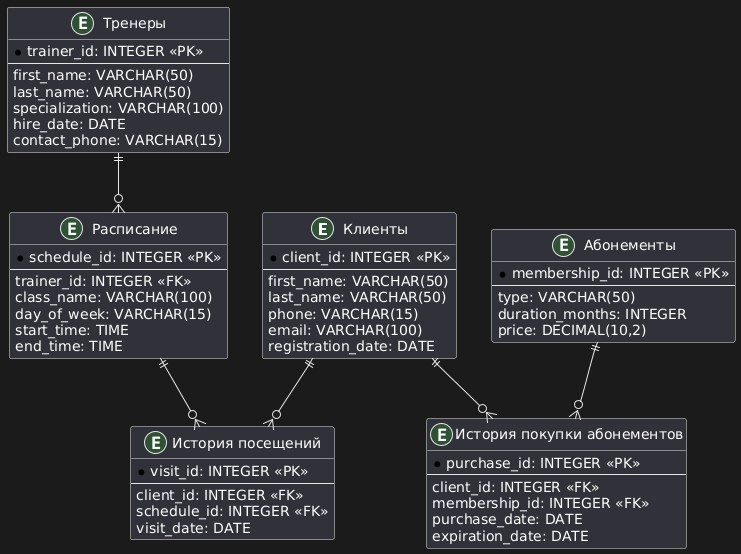 E Тренеры
trainer_id: INTEGER «PK»
first_name: VARCHAR(50)
last_name: VARCHAR(50)
specialization: VARCHAR(100)
hire_date: DATE
contact_phone: VARCHAR(15)
E Расписание
schedule_id: INTEGER «PK»
trainer_id: INTEGER «FK»
class_name: VARCHAR(100)
day_of_week: VARCHAR(15)
start_time: TIME
end_time: TIME
E Клиенты
client_id: INTEGER «PK»
first_name: VARCHAR(50)
last_name: VARCHAR(50)
phone: VARCHAR(15)
email: VARCHAR(100)
registration_date: DATE
E Абонементы
membership_id: INTEGER «PK»
type: VARCHAR(50)
duration_months: INTEGER
price: DECIMAL(10,2)
E История посещений
visit_id: INTEGER «PK»
client_id: INTEGER «FK»
schedule_id: INTEGER «FK»
visit_date: DATE
E История покупки абонементов
purchase_id: INTEGER «PK»
client_id: INTEGER «FK»
membership_id: INTEGER «FK»
purchase_date: DATE
expiration_date: DATE